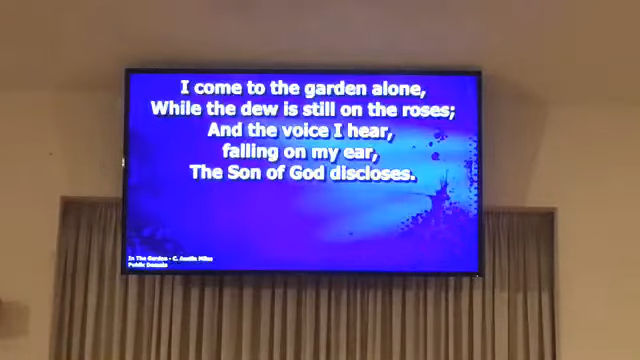 I come to the garden alone,
While the dew is still on the roses;
And the voice I hear,
falling on my ear,
The Son of God discloses.
In The Garden - C. Austin Miles
Public Domain